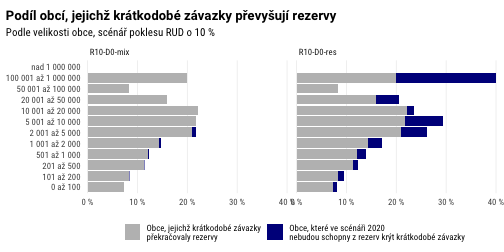 Podíl obcí, jejichž krátkodobé závazky převyšují rezervy
Podle velikosti obce, scénář poklesu RUD o 10 %
R10-D0-mix
R10-D0-res
nad 1 000 000
100 001 až 1 000 000
50 001 až 100 000
20 001 až 50 000
10 001 až 20 000
5 001 až 10 000
2 001 až 5 000
1 001 až 2 000
501 až 1 000
201 až 500
101 až 200
0 až 100
0 % 10 % 20 % 30 % 40 %
0 % 10 % 20 % 30 % 40 %
Obce, jejichž krátkodobé závazky
překračovaly rezervy
Obce, které ve scénáři 2020
nebudou schopny z rezerv krýt krátkodobé závazky